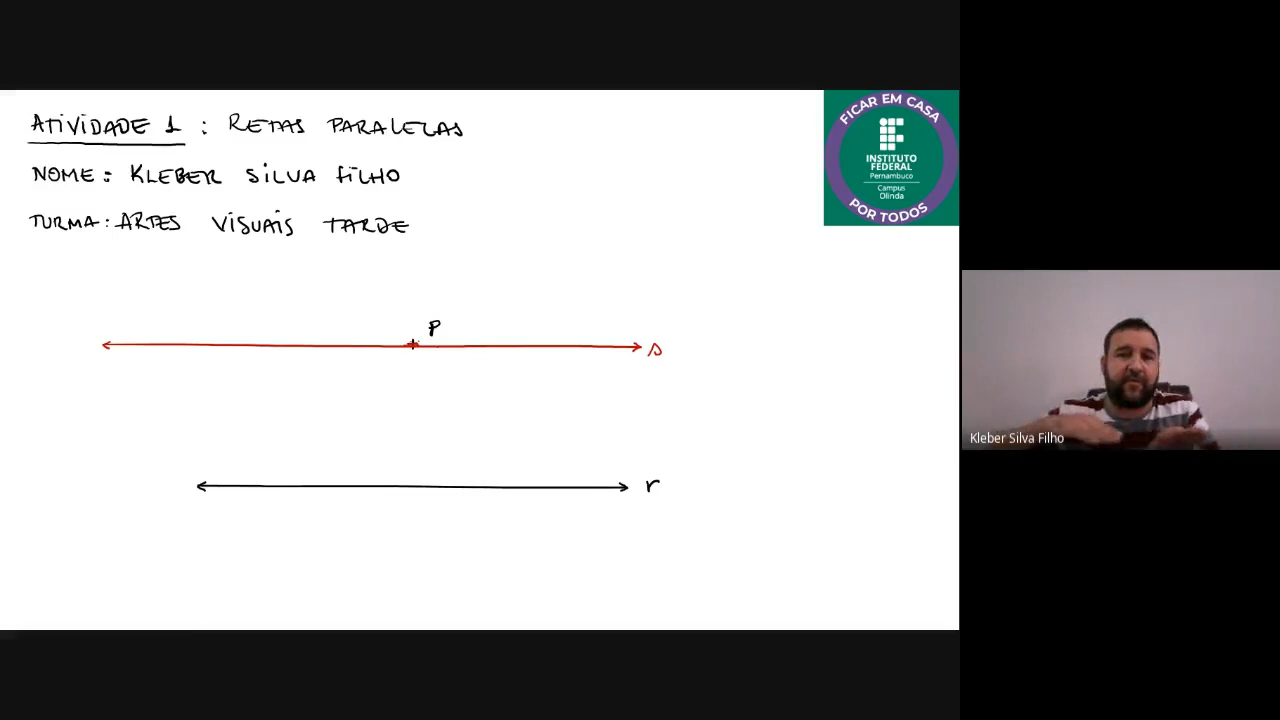 ATIVIDADE 1 : RETAS PARALELAS
NOME: KLEBER SILVA FILHO
TURMA: ARTES VISUAIS TARDE
FICAR EM CASA
INSTITUTO
FEDERAL
Pernambuco
Campus
Olinda
POR TODOS
P
s
r
Kleber Silva Filho